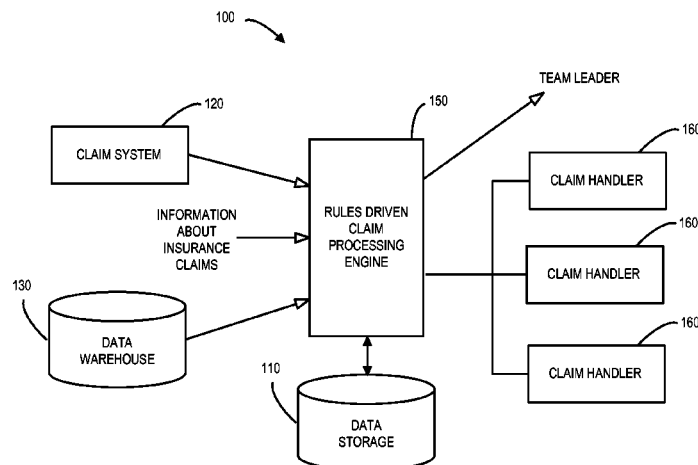 100
150
TEAM LEADER
120
160
CLAIM SYSTEM
CLAIM HANDLER
INFORMATION
ABOUT
INSURANCE
CLAIMS
RULES DRIVEN
CLAIM
PROCESSING
ENGINE
160
CLAIM HANDLER
130
DATA
WAREHOUSE
110
160
CLAIM HANDLER
DATA
STORAGE